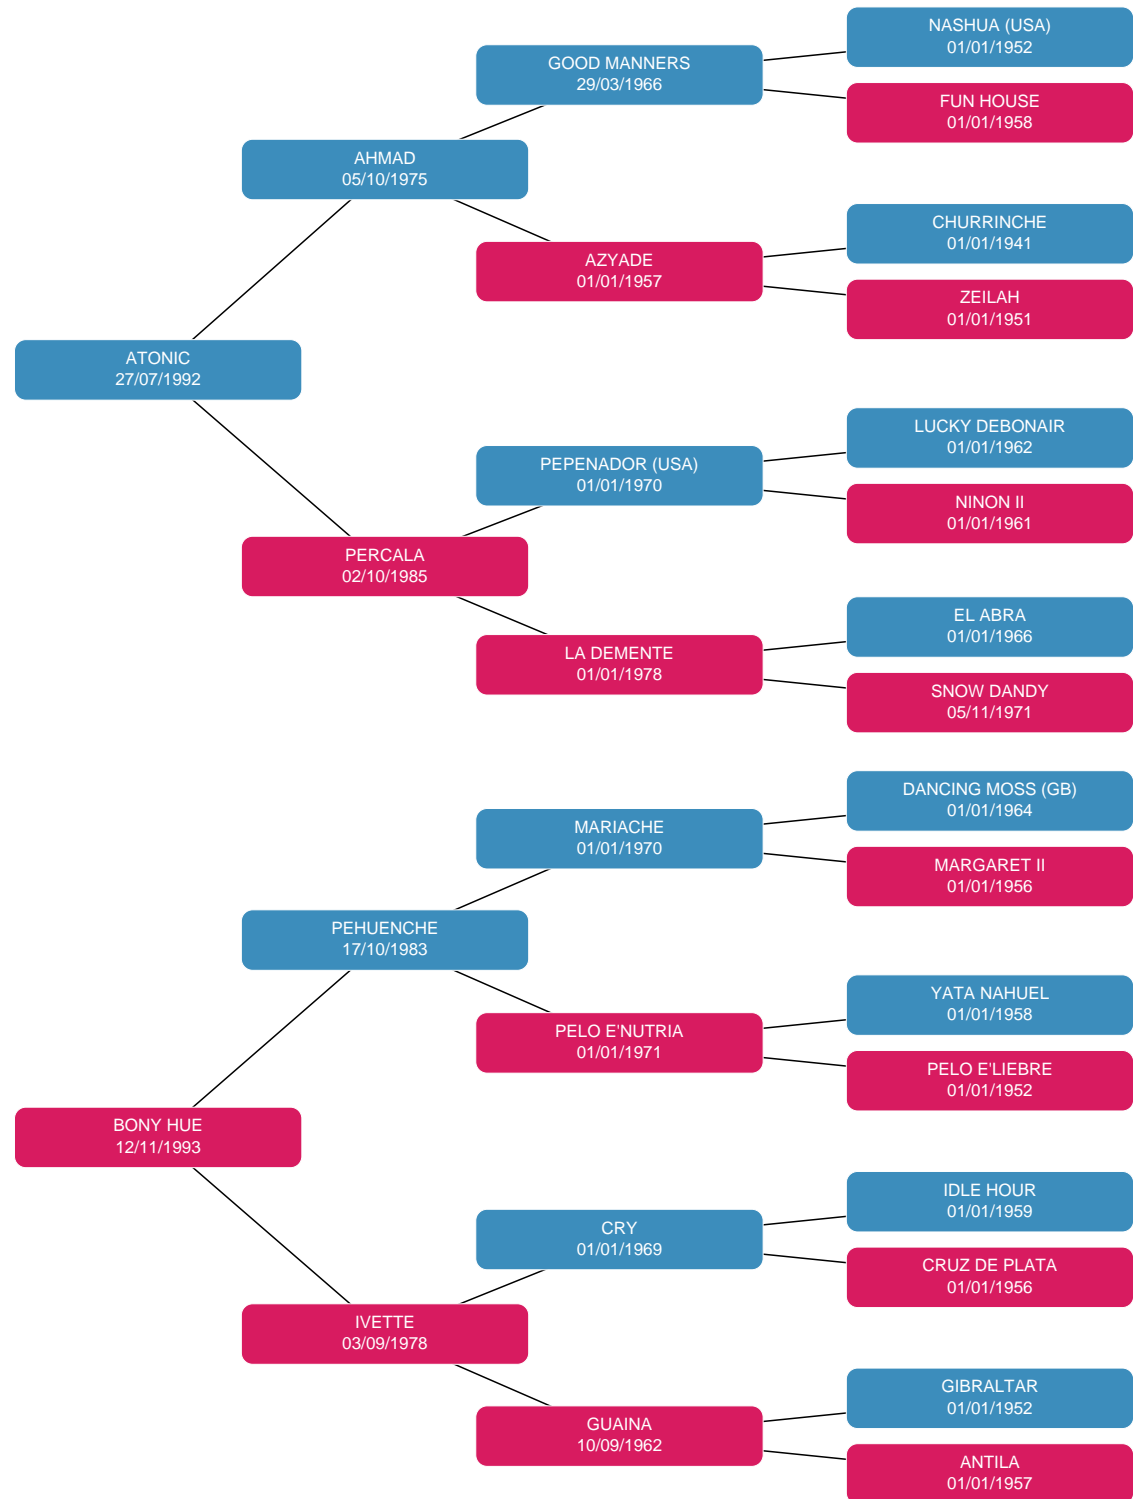 NASHUA (USA)
01/01/1952
GOOD MANNERS
29/03/1966
FUN HOUSE
01/01/1958
AHMAD
05/10/1975
CHURRINCHE
01/01/1941
AZYADE
01/01/1957
ZEILAH
01/01/1951
ATONIC
27/07/1992
LUCKY DEBONAIR
01/01/1962
PEPENADOR (USA)
01/01/1970
NINON II
01/01/1961
PERCALA
02/10/1985
EL ABRA
01/01/1966
LA DEMENTE
01/01/1978
SNOW DANDY
05/11/1971
DANCING MOSS (GB)
01/01/1964
MARIACHE
01/01/1970
MARGARET II
01/01/1956
PEHUENCHE
17/10/1983
YATA NAHUEL
01/01/1958
PELO E'NUTRIA
01/01/1971
PELO E'LIEBRE
01/01/1952
BONY HUE
12/11/1993
IDLE HOUR
01/01/1959
CRY
01/01/1969
CRUZ DE PLATA
01/01/1956
IVETTE
03/09/1978
GIBRALTAR
01/01/1952
GUAINA
10/09/1962
ANTILA
01/01/1957